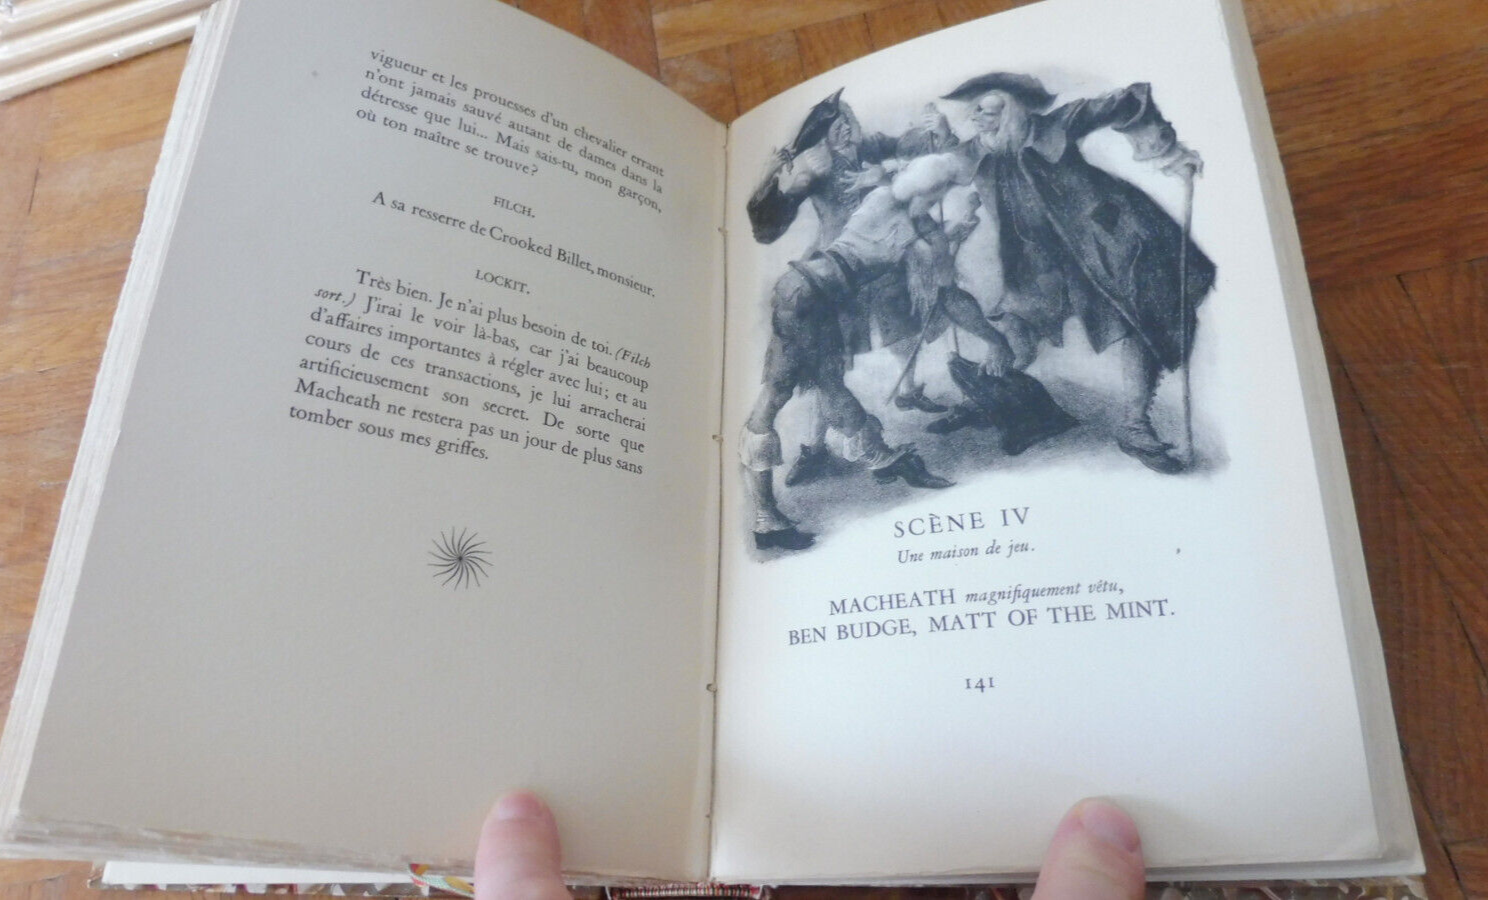 vigueur et les prouesses d'un chevalier errant
n'ont jamais sauvé autant de dames dans la
détresse que lui... Mais sais-tu, mon garçon,
où ton maître se trouve?
FILCH.
A sa resserre de Crooked Billet, monsieur.
LOCKIT.
Très bien. Je n'ai plus besoin de toi. (Filch
sort.) J'irai le voir là-bas, car j'ai beaucoup
d'affaires importantes à régler avec lui; et au
cours de ces transactions, je lui arracherai
artificieusement son secret. De sorte que
Macheath ne restera pas un jour de plus sans
tomber sous mes griffes.
SCÈNE IV
Une maison de jeu.
MACHEATH magnifiquement vêtu,
BEN BUDGE, MATT OF THE MINT.
141